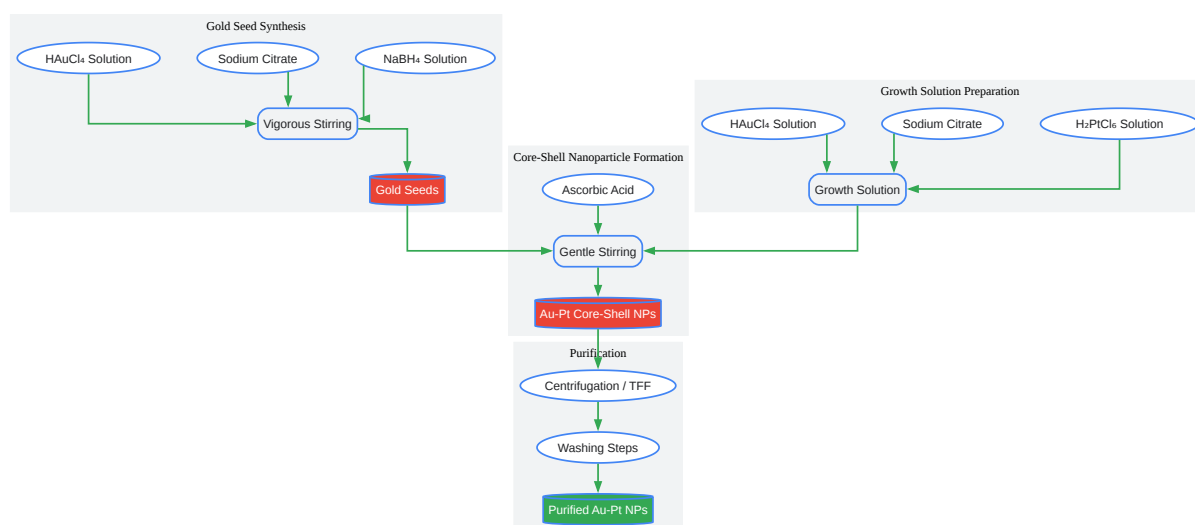 Gold Seed Synthesis
HAuCl₄ Solution
Sodium Citrate
NaBH₄ Solution
Vigorous Stirring
Gold Seeds
Growth Solution Preparation
HAuCl₄ Solution
Sodium Citrate
H₂PtCl₆ Solution
Growth Solution
Core-Shell Nanoparticle Formation
Ascorbic Acid
Gentle Stirring
Au-Pt Core-Shell NPs
Purification
Centrifugation / TFF
Washing Steps
Purified Au-Pt NPs